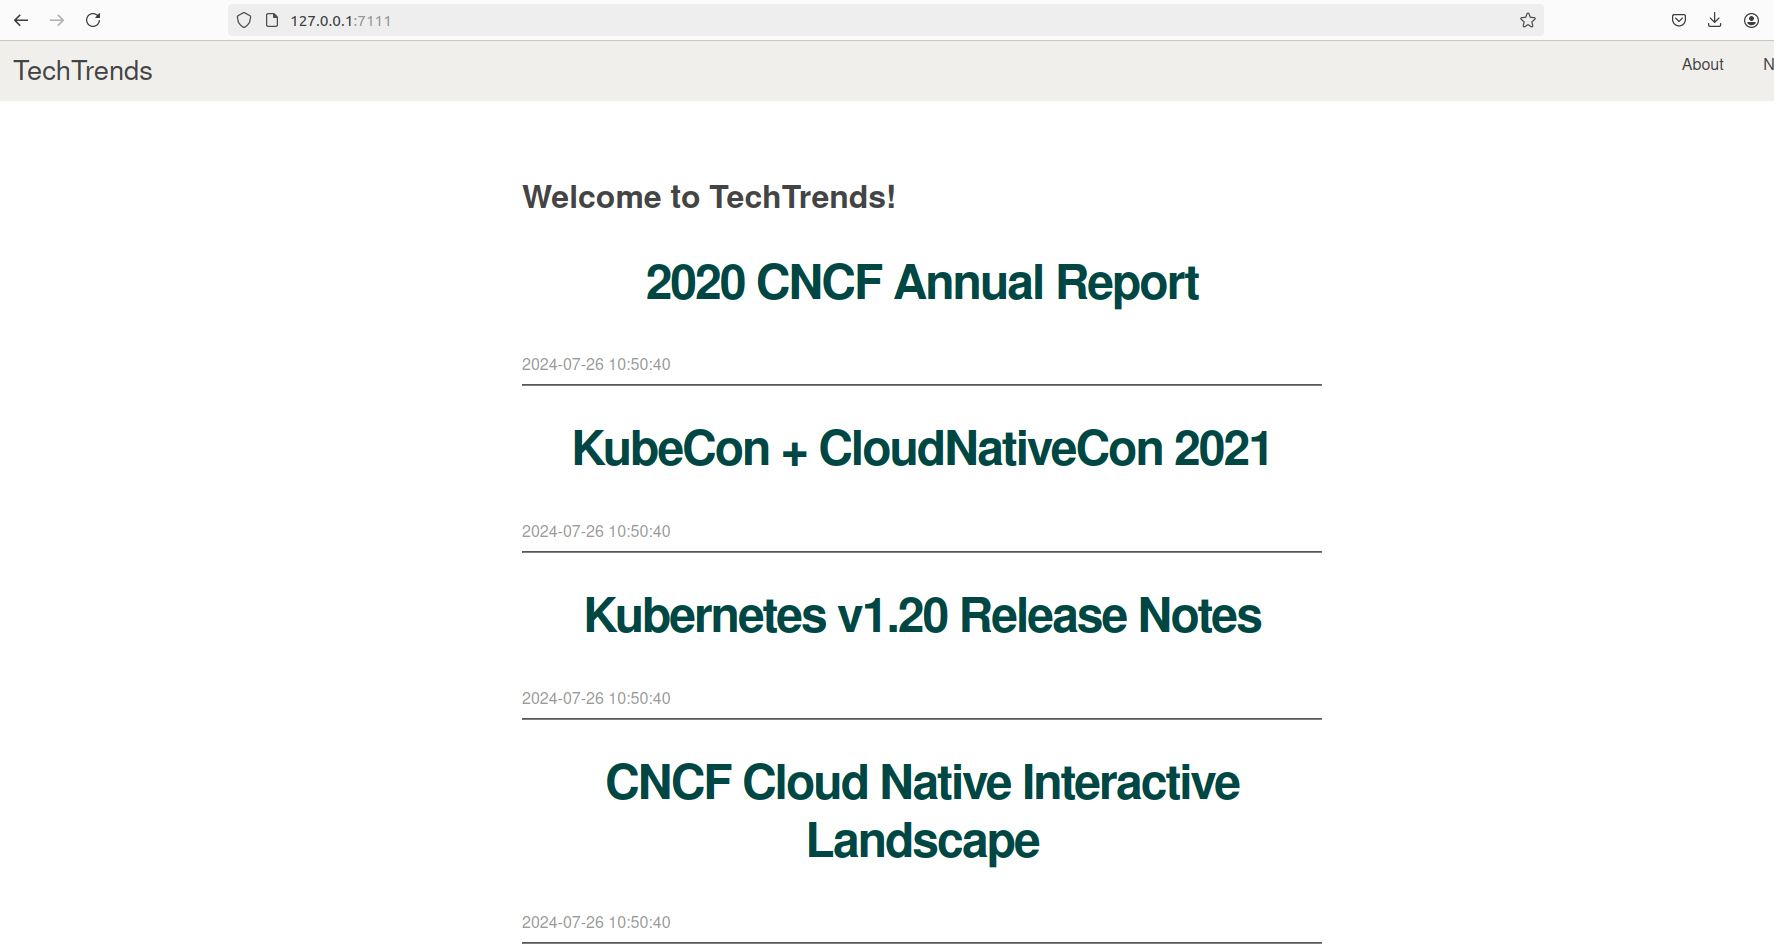 127.0.0.1:7111
TechTrends
About
N
Welcome to TechTrends!
2020 CNCF Annual Report
2024-07-26 10:50:40
KubeCon + CloudNativeCon 2021
2024-07-26 10:50:40
Kubernetes v1.20 Release Notes
2024-07-26 10:50:40
CNCF Cloud Native Interactive
Landscape
2024-07-26 10:50:40